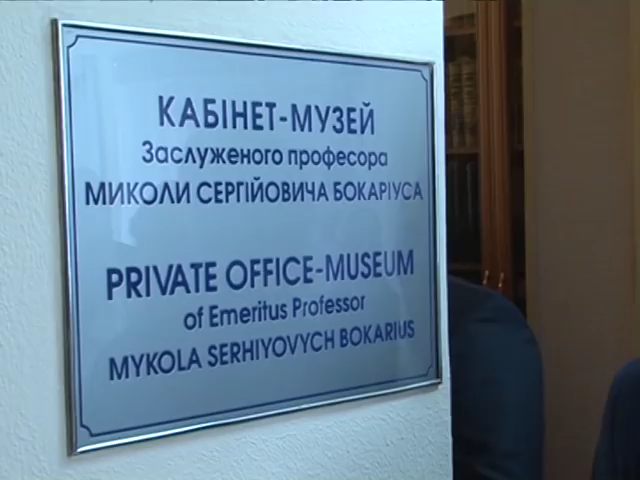 КАБІНЕТ-МУЗЕЙ
Заслуженого професора
МИКОЛИ СЕРГІЙОВИЧА БОКАРІУСА
PRIVATE OFFICE-MUSEUM
of Emeritus Professor
MYKOLA SERHIYOVYCH BOKARIUS